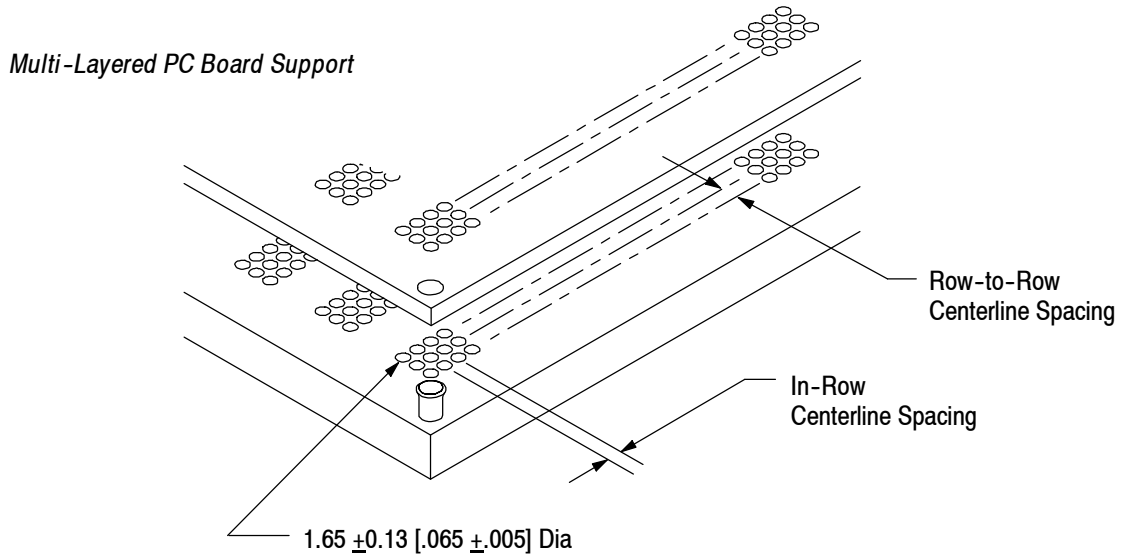 Multi-Layered PC Board Support
Row-to-Row
Centerline Spacing
In-Row
Centerline Spacing
1.65 ±0.13 [.065 ±.005] Dia